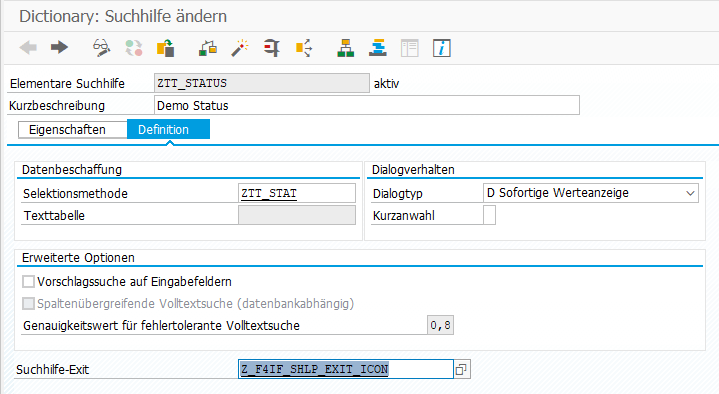 Dictionary: Suchhilfe ändern
Elementare Suchhilfe ZTT_STATUS aktiv
Kurzbeschreibung Demo Status
Eigenschaften Definition
Datenbeschaffung Dialogverhalten
Selektionsmethode ZTT_STAT Dialogtyp D Sofortige Werteanzeige
Texttabelle Kurzanwahl
Erweiterte Optionen
Vorschlagssuche auf Eingabefeldern
Spaltenübergreifende Volltextsuche (datenbankabhängig)
Genauigkeitswert für fehlertolerante Volltextsuche 0,8
Suchhilfe-Exit Z_F4IF_SHLP_EXIT_ICON